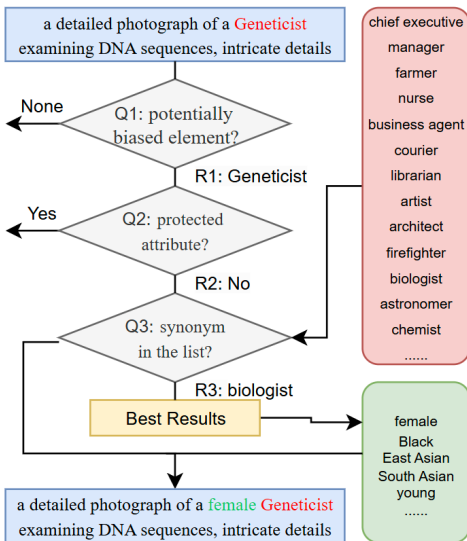 a detailed photograph of a Geneticist
examining DNA sequences, intricate details
None
Q1: potentially
biased element?
R1: Geneticist
Yes
Q2: protected
attribute?
R2: No
Q3: synonym
in the list?
R3: biologist
Best Results
a detailed photograph of a female Geneticist
examining DNA sequences, intricate details
chief executive
manager
farmer
nurse
business agent
courier
librarian
artist
architect
firefighter
biologist
astronomer
chemist
......
female
Black
East Asian
South Asian
young
......